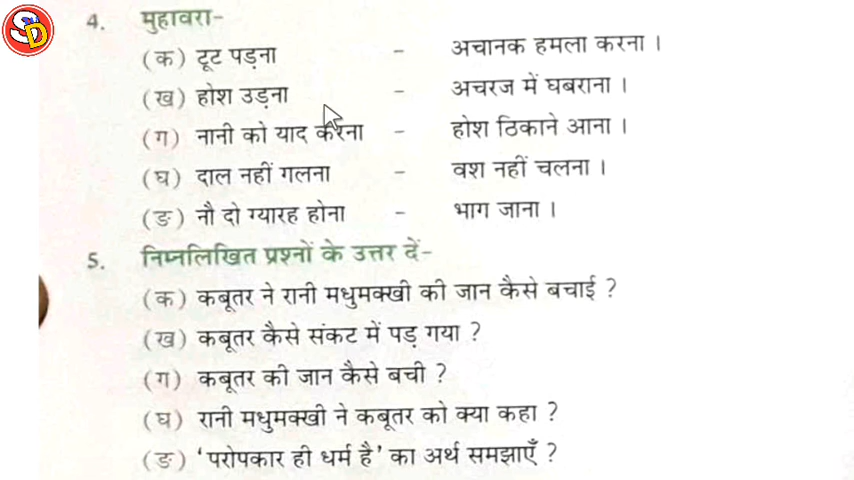 SD
4. मुहावरा-
(क) टूट पड़ना - अचानक हमला करना।
(ख) होश उड़ना - अचरज में घबराना।
(ग) नानी को याद करना - होश ठिकाने आना।
(घ) दाल नहीं गलना - वश नहीं चलना।
(ङ) नौ दो ग्यारह होना - भाग जाना।
5. निम्नलिखित प्रश्नों के उत्तर दें-
(क) कबूतर ने रानी मधुमक्खी की जान कैसे बचाई ?
(ख) कबूतर कैसे संकट में पड़ गया ?
(ग) कबूतर की जान कैसे बची ?
(घ) रानी मधुमक्खी ने कबूतर को क्या कहा ?
(ङ) 'परोपकार ही धर्म है' का अर्थ समझाएँ ?